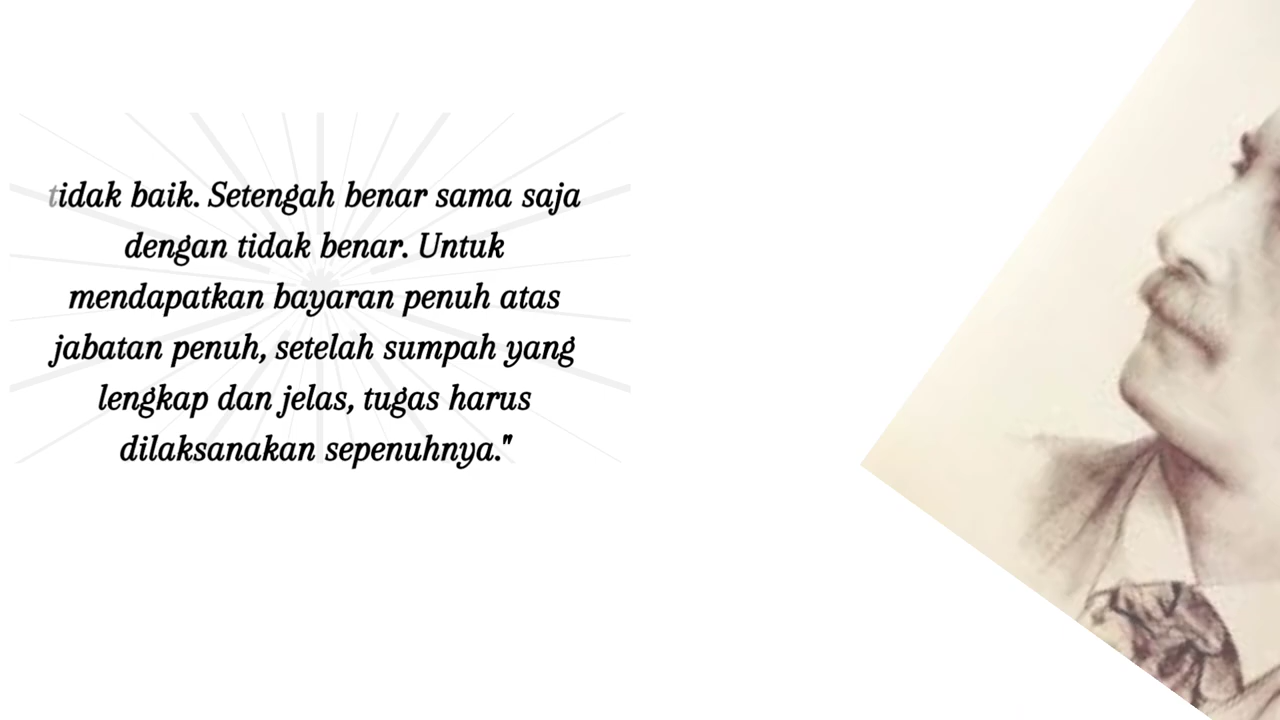 tidak baik. Setengah benar sama saja
dengan tidak benar. Untuk
mendapatkan bayaran penuh atas
jabatan penuh, setelah sumpah yang
lengkap dan jelas, tugas harus
dilaksanakan sepenuhnya."